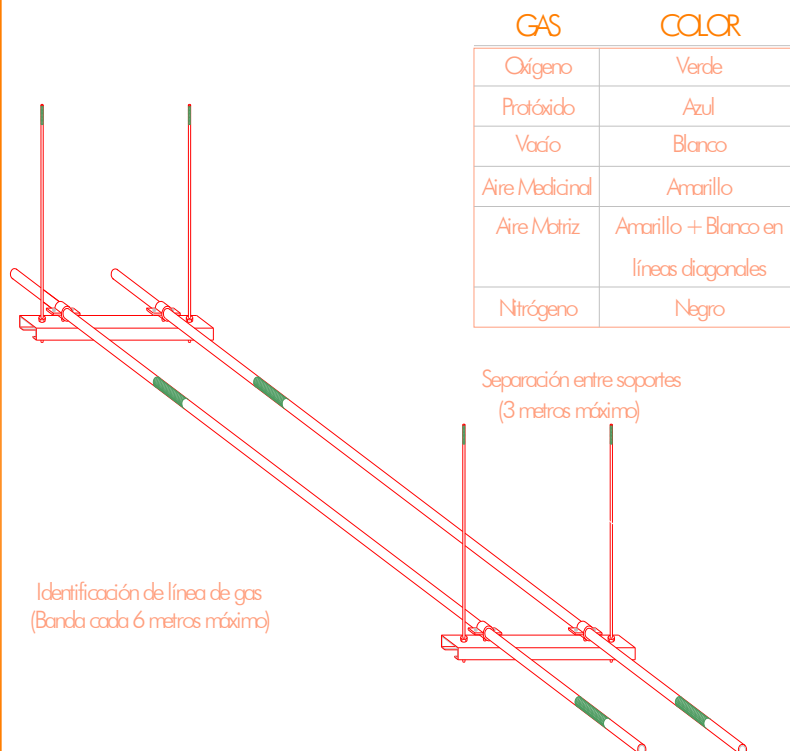 GAS COLOR
Oxígeno Verde
Protóxido Azul
Vacío Blanco
Aire Medicinal Amarillo
Aire Motriz Amarillo + Blanco en
líneas diagonales
Nitrógeno Negro
Separación entre soportes
(3 metros máximo)
Identificación de línea de gas
(Banda cada 6 metros máximo)